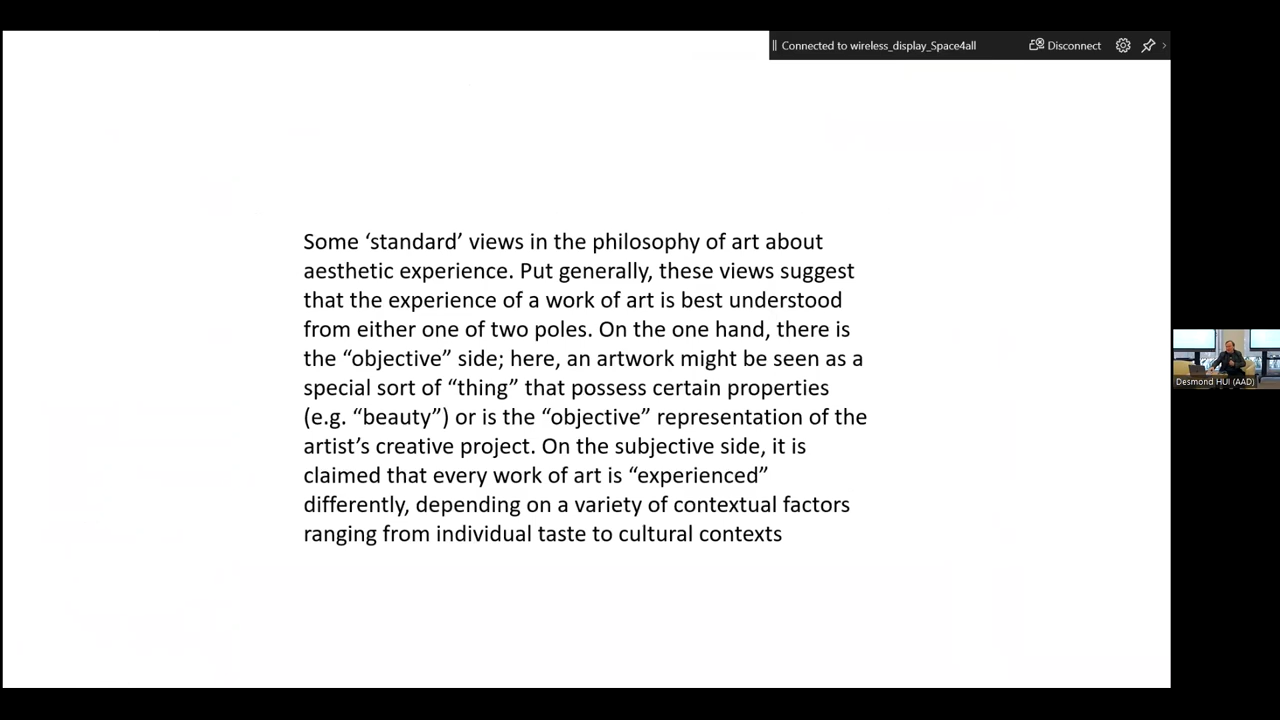 Connected to wireless_display_Space4all
Disconnect
Some ‘standard’ views in the philosophy of art about
aesthetic experience. Put generally, these views suggest
that the experience of a work of art is best understood
from either one of two poles. On the one hand, there is
the “objective” side; here, an artwork might be seen as a
special sort of “thing” that possess certain properties
(e.g. “beauty”) or is the “objective” representation of the
artist’s creative project. On the subjective side, it is
claimed that every work of art is “experienced”
differently, depending on a variety of contextual factors
ranging from individual taste to cultural contexts
Desmond HUI (AAD)